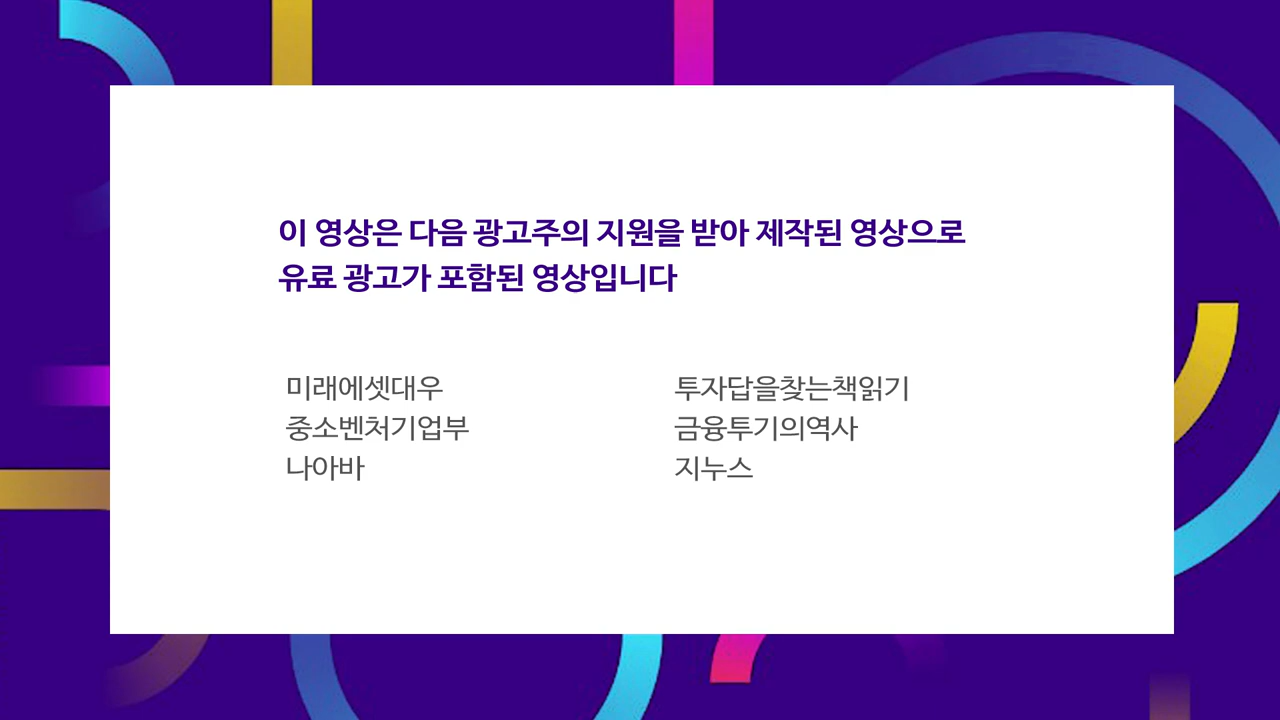 이 영상은 다음 광고주의 지원을 받아 제작된 영상으로
유료 광고가 포함된 영상입니다
미래에셋대우
중소벤처기업부
나아바
투자답을찾는책읽기
금융투기의역사
지누스